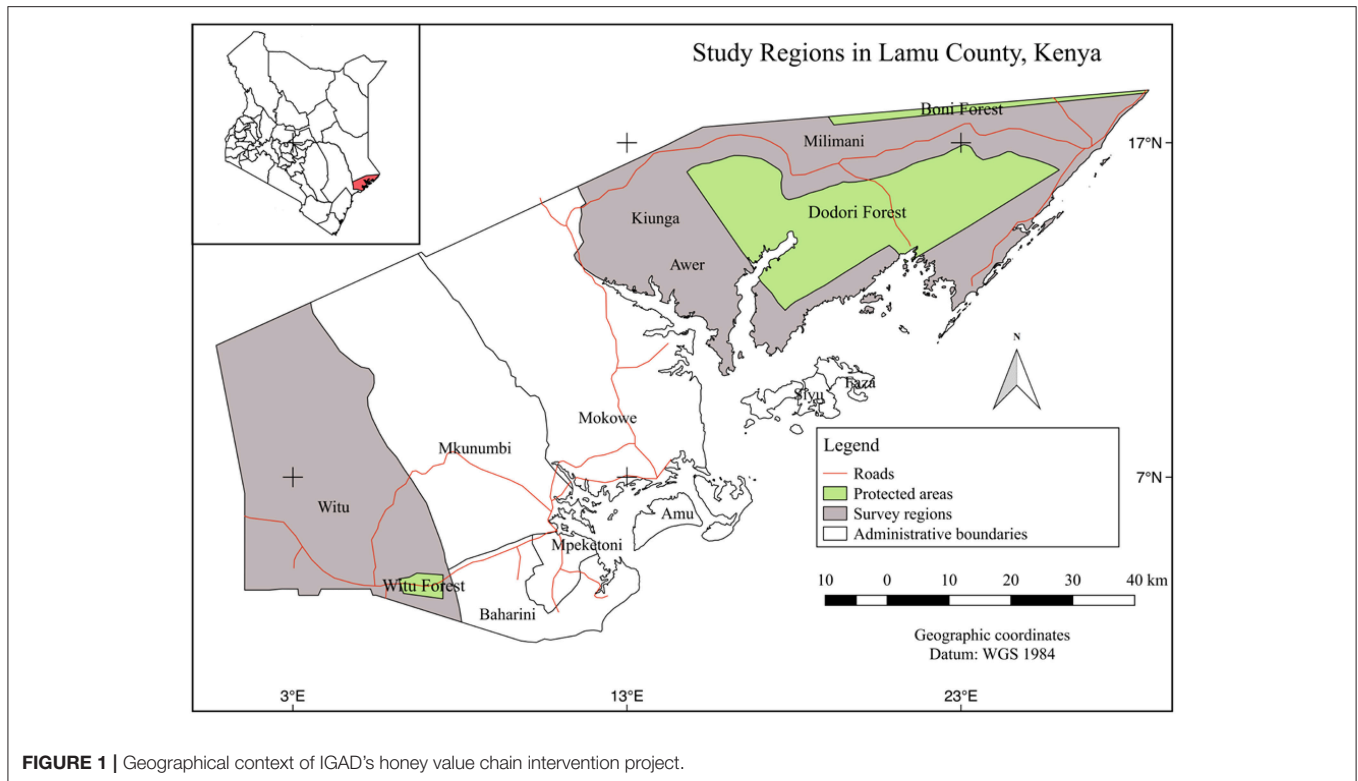 Study Regions in Lamu County, Kenya
Boni Forest
Milimani
17°N
Dodori Forest
Kiunga
Awer
N
Faza
Siyu
Mokowe
Mkunumbi
Legend
Roads
Protected areas
Survey regions
Administrative boundaries
7°N
Witu
Amu
Mpeketoni
Witu Forest
Baharini
10 0 10 20 30 40 km
Geographic coordinates
Datum: WGS 1984
3°E 13°E 23°E
FIGURE 1 | Geographical context of IGAD's honey value chain intervention project.